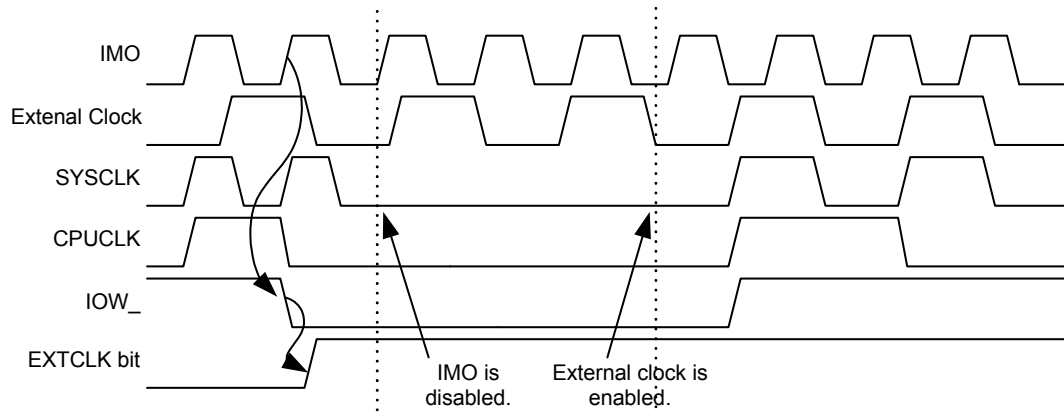 IMO
Extenal Clock
SYSCLK
CPUCLK
IOW_
EXTCLK bit
IMO is
disabled.
External clock is
enabled.